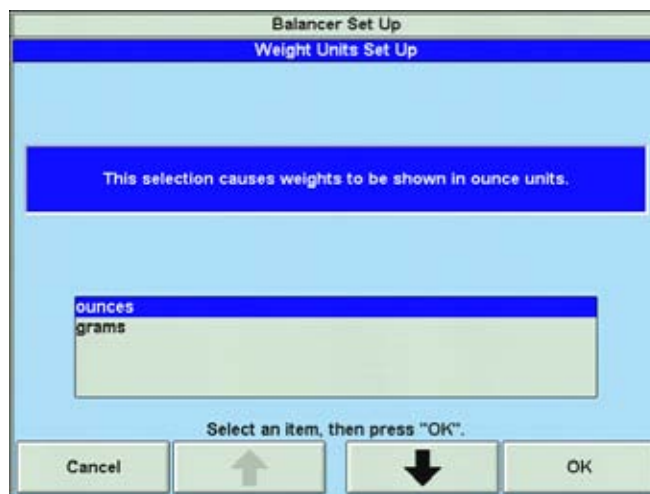 Balancer Set Up
Weight Units Set Up
This selection causes weights to be shown in ounce units.
ounces
grams
Select an item, then press "OK".
Cancel
OK